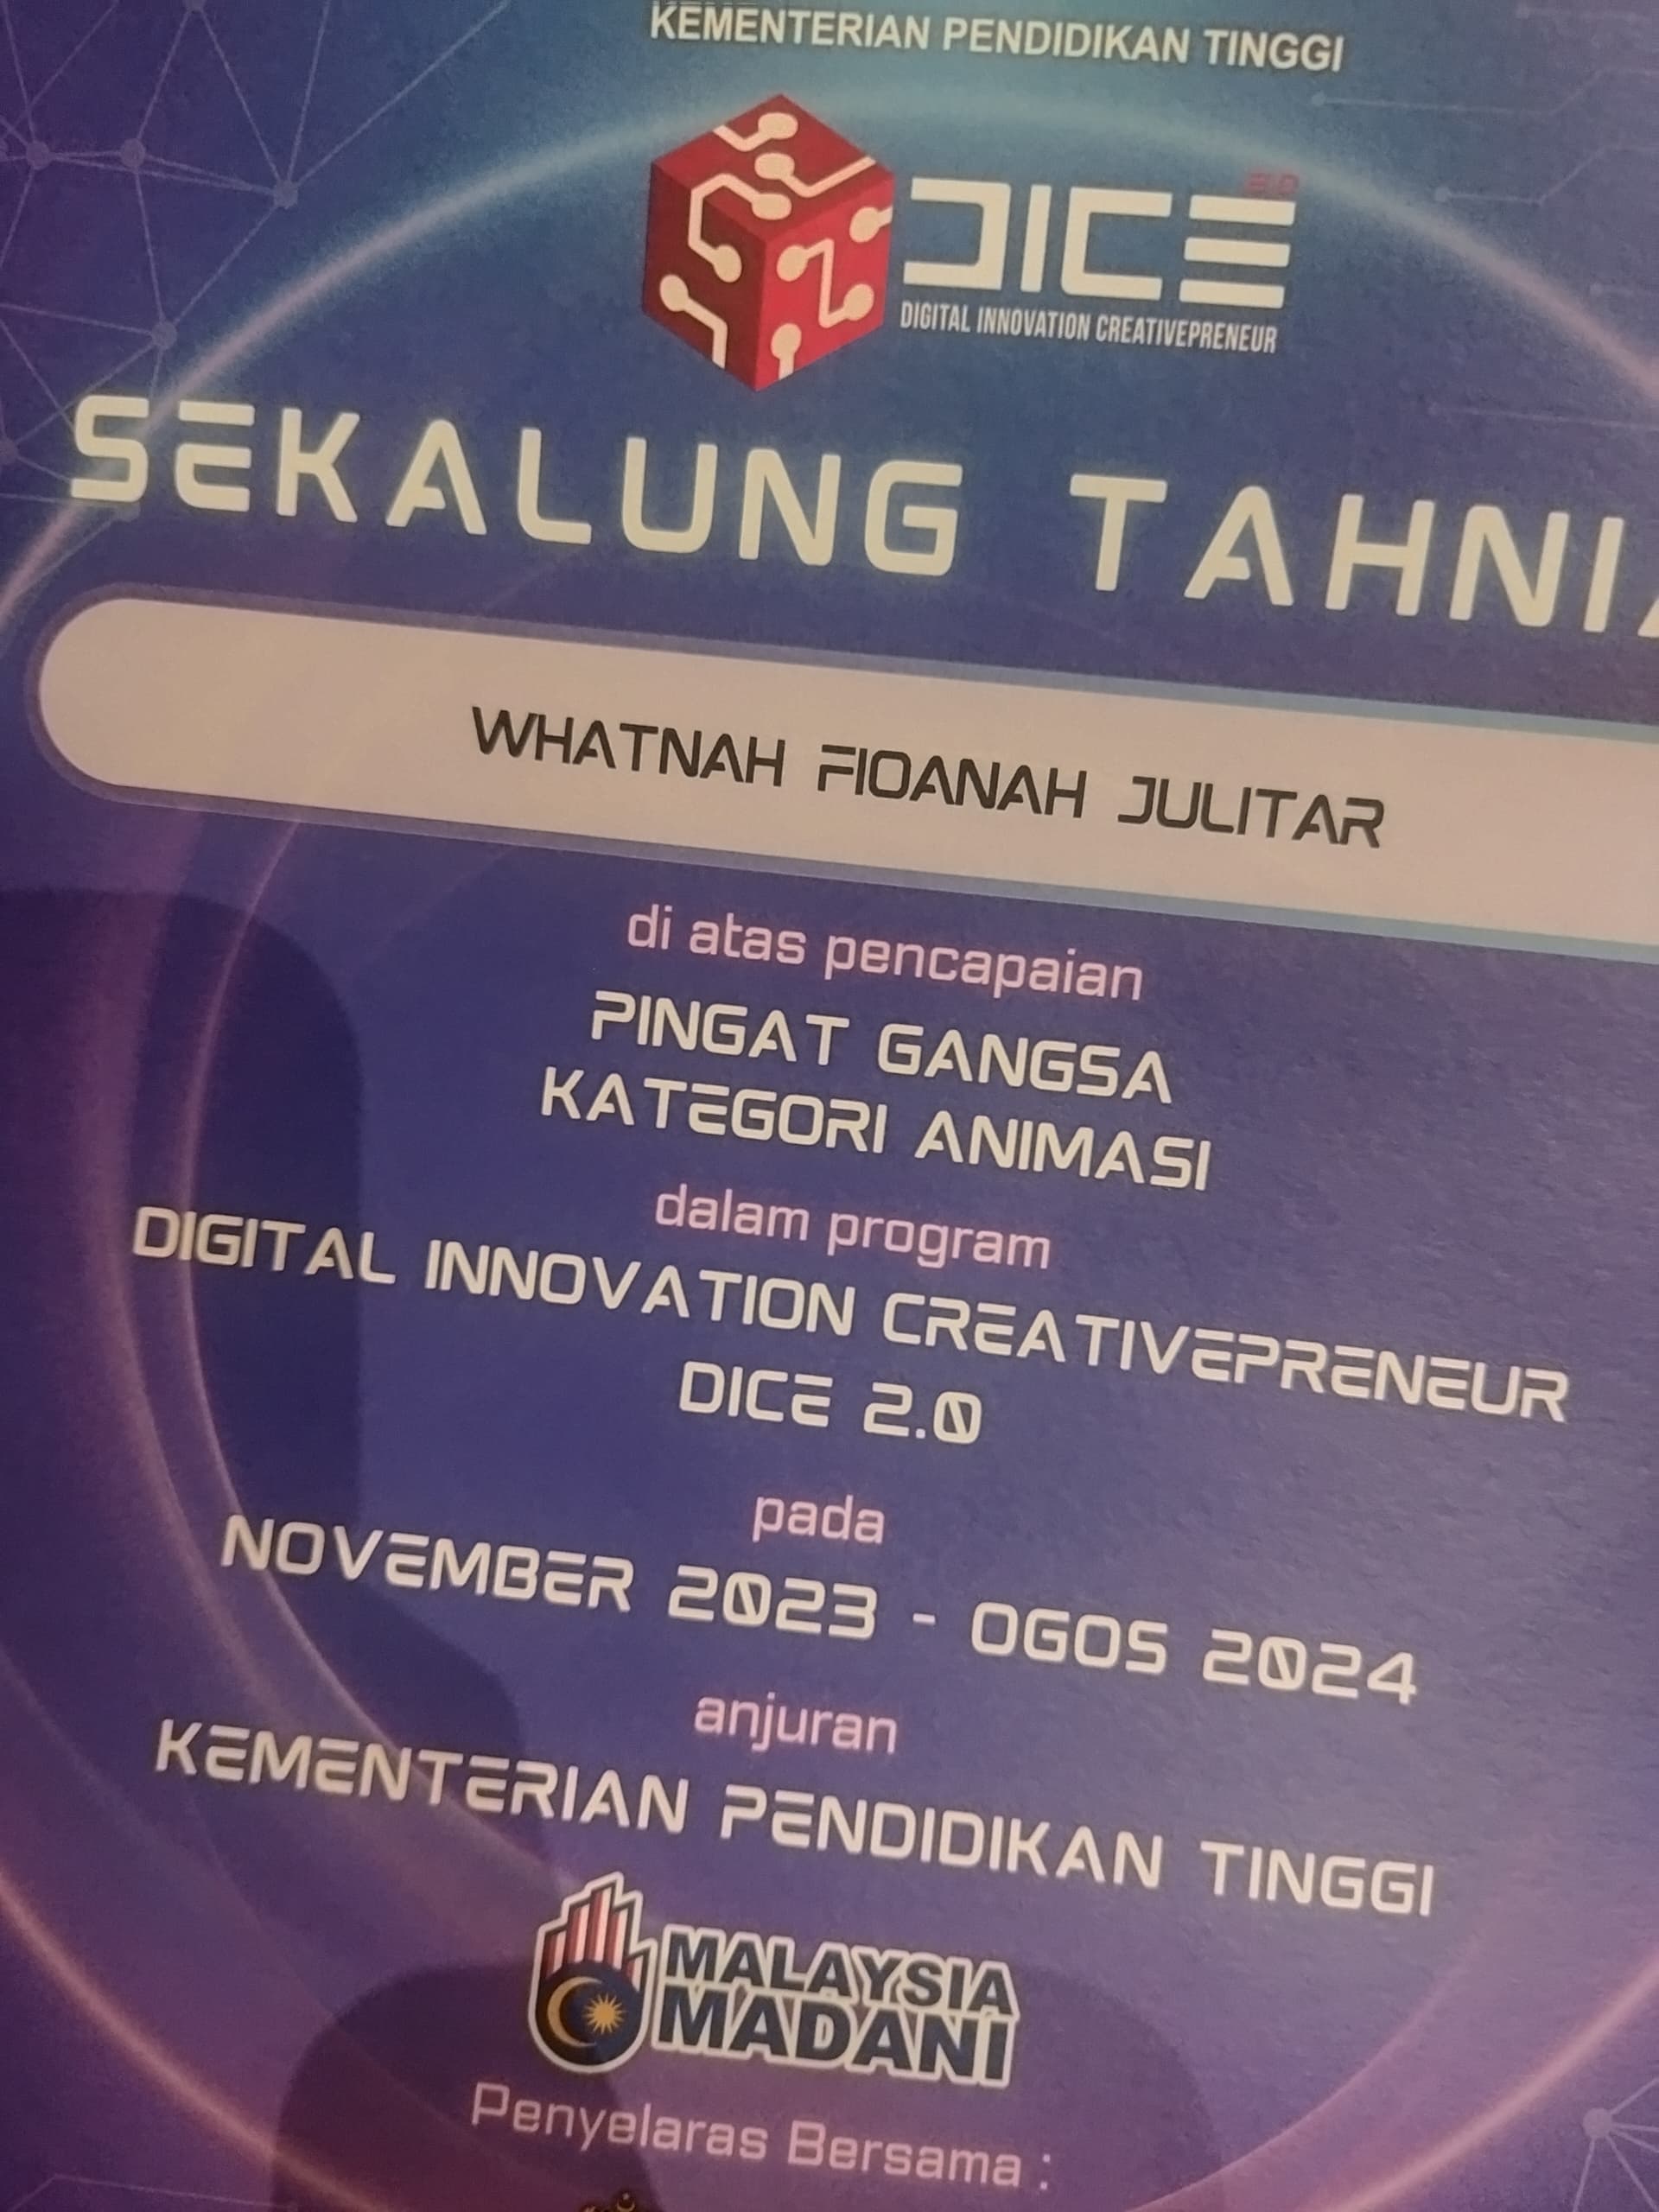 KEMENTERIAN PENDIDIKAN TINGGI
DICE 2.0
DIGITAL INNOVATION CREATIVEPRENEUR
SEKALUNG TAHNIA
WHATNAH FIOANAH JULITAR
di atas pencapaian
PINGAT GANGSA
KATEGORI ANIMASI
dalam program
DIGITAL INNOVATION CREATIVEPRENEUR
DICE 2.0
pada
NOVEMBER 2023 - OGOS 2024
anjuran
KEMENTERIAN PENDIDIKAN TINGGI
MALAYSIA
MADANI
Penyelaras Bersama :